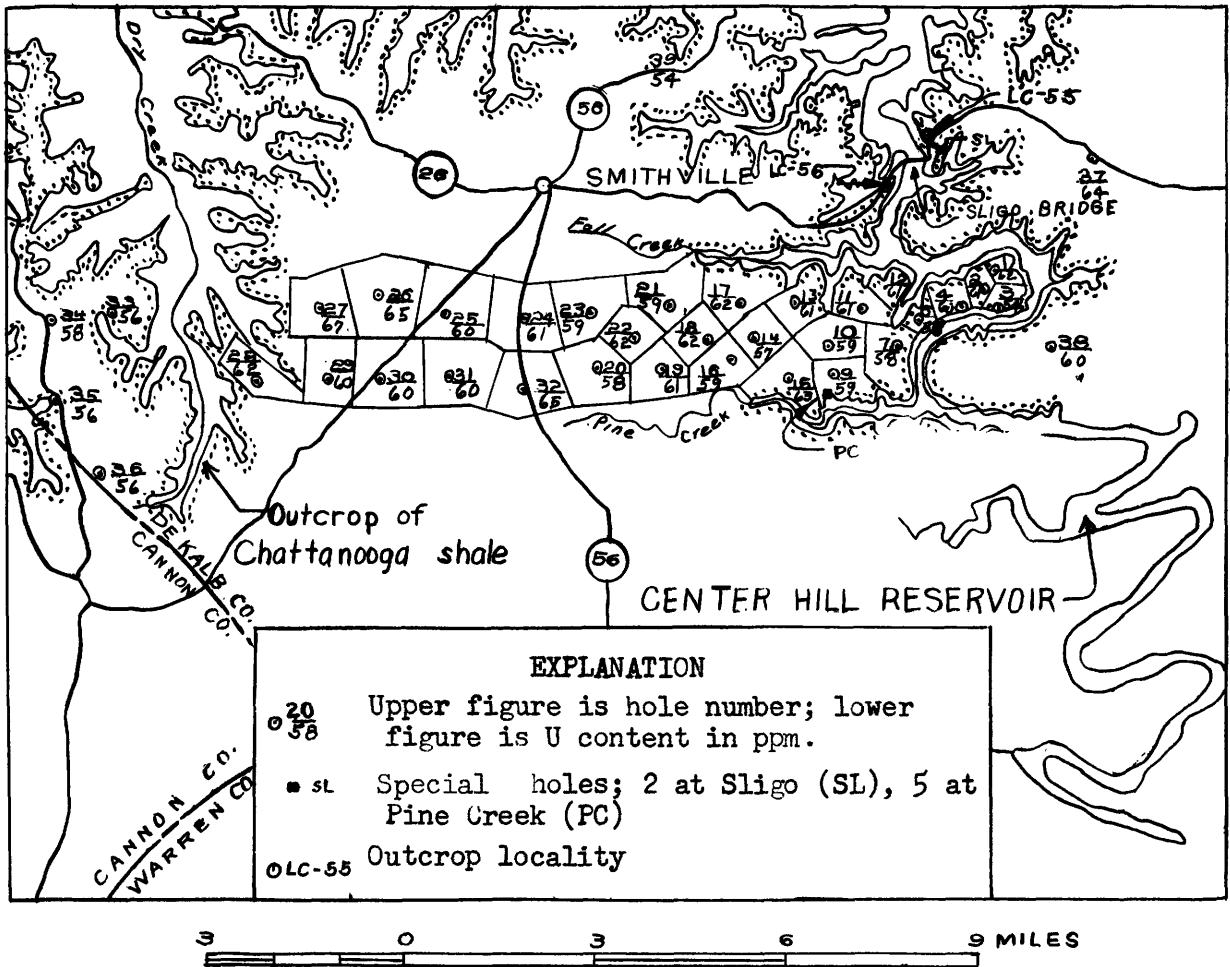 Dry Creek
26
56
SMITHVILLE
39
54
LC-55
LC-56
SL
SLIGO BRIDGE
37
64
Fall Creek
27
67
26
65
25
60
24
61
23
59
21
59
17
62
13
61
11
61
12
34
58
33
56
22
62
18
62
14
57
10
59
7
58
38
60
29
60
30
60
31
60
32
65
20
58
19
61
16
59
15
63
9
59
35
56
36
56
Pine Creek
PC
Outcrop of
Chattanooga shale
DE KALB CO.
CANNON CO.
56
CENTER HILL RESERVOIR
EXPLANATION
20
58
Upper figure is hole number; lower
figure is U content in ppm.
SL
Special holes; 2 at Sligo (SL), 5 at
Pine Creek (PC)
LC-55 Outcrop locality
CANNON CO.
WARREN CO.
3 0 3 6 9 MILES